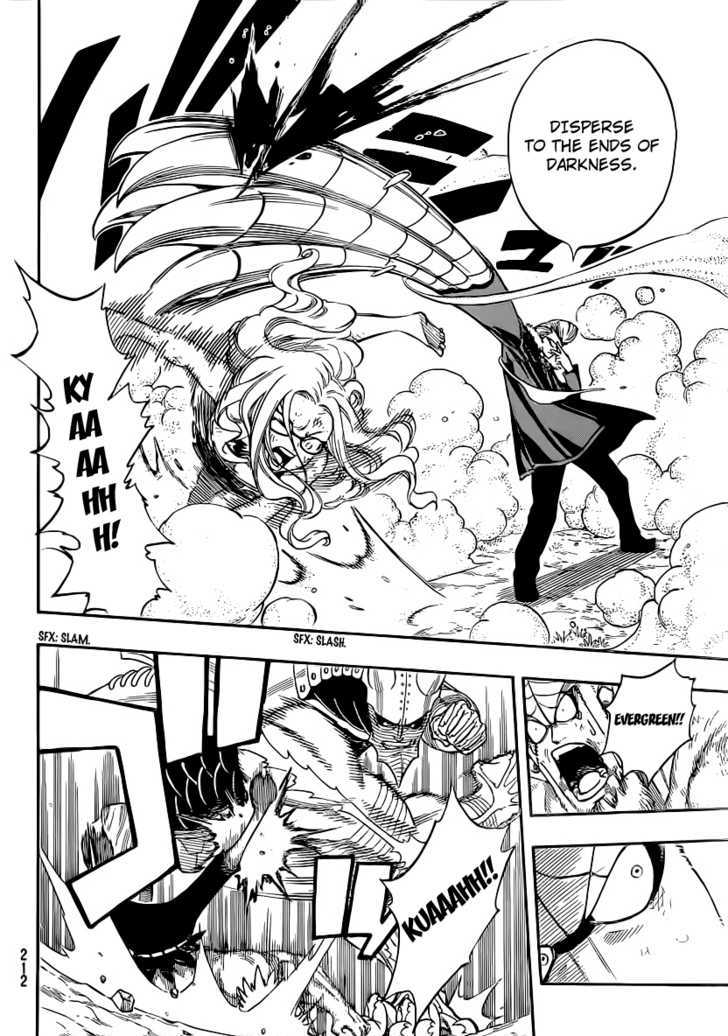 DISPERSE
TO THE ENDS OF
DARKNESS.
KY
AA
AA
HH
H!
SFX: SLAM.
SFX: SLASH.
EVERGREEN!!
KUAAAHH!!
212